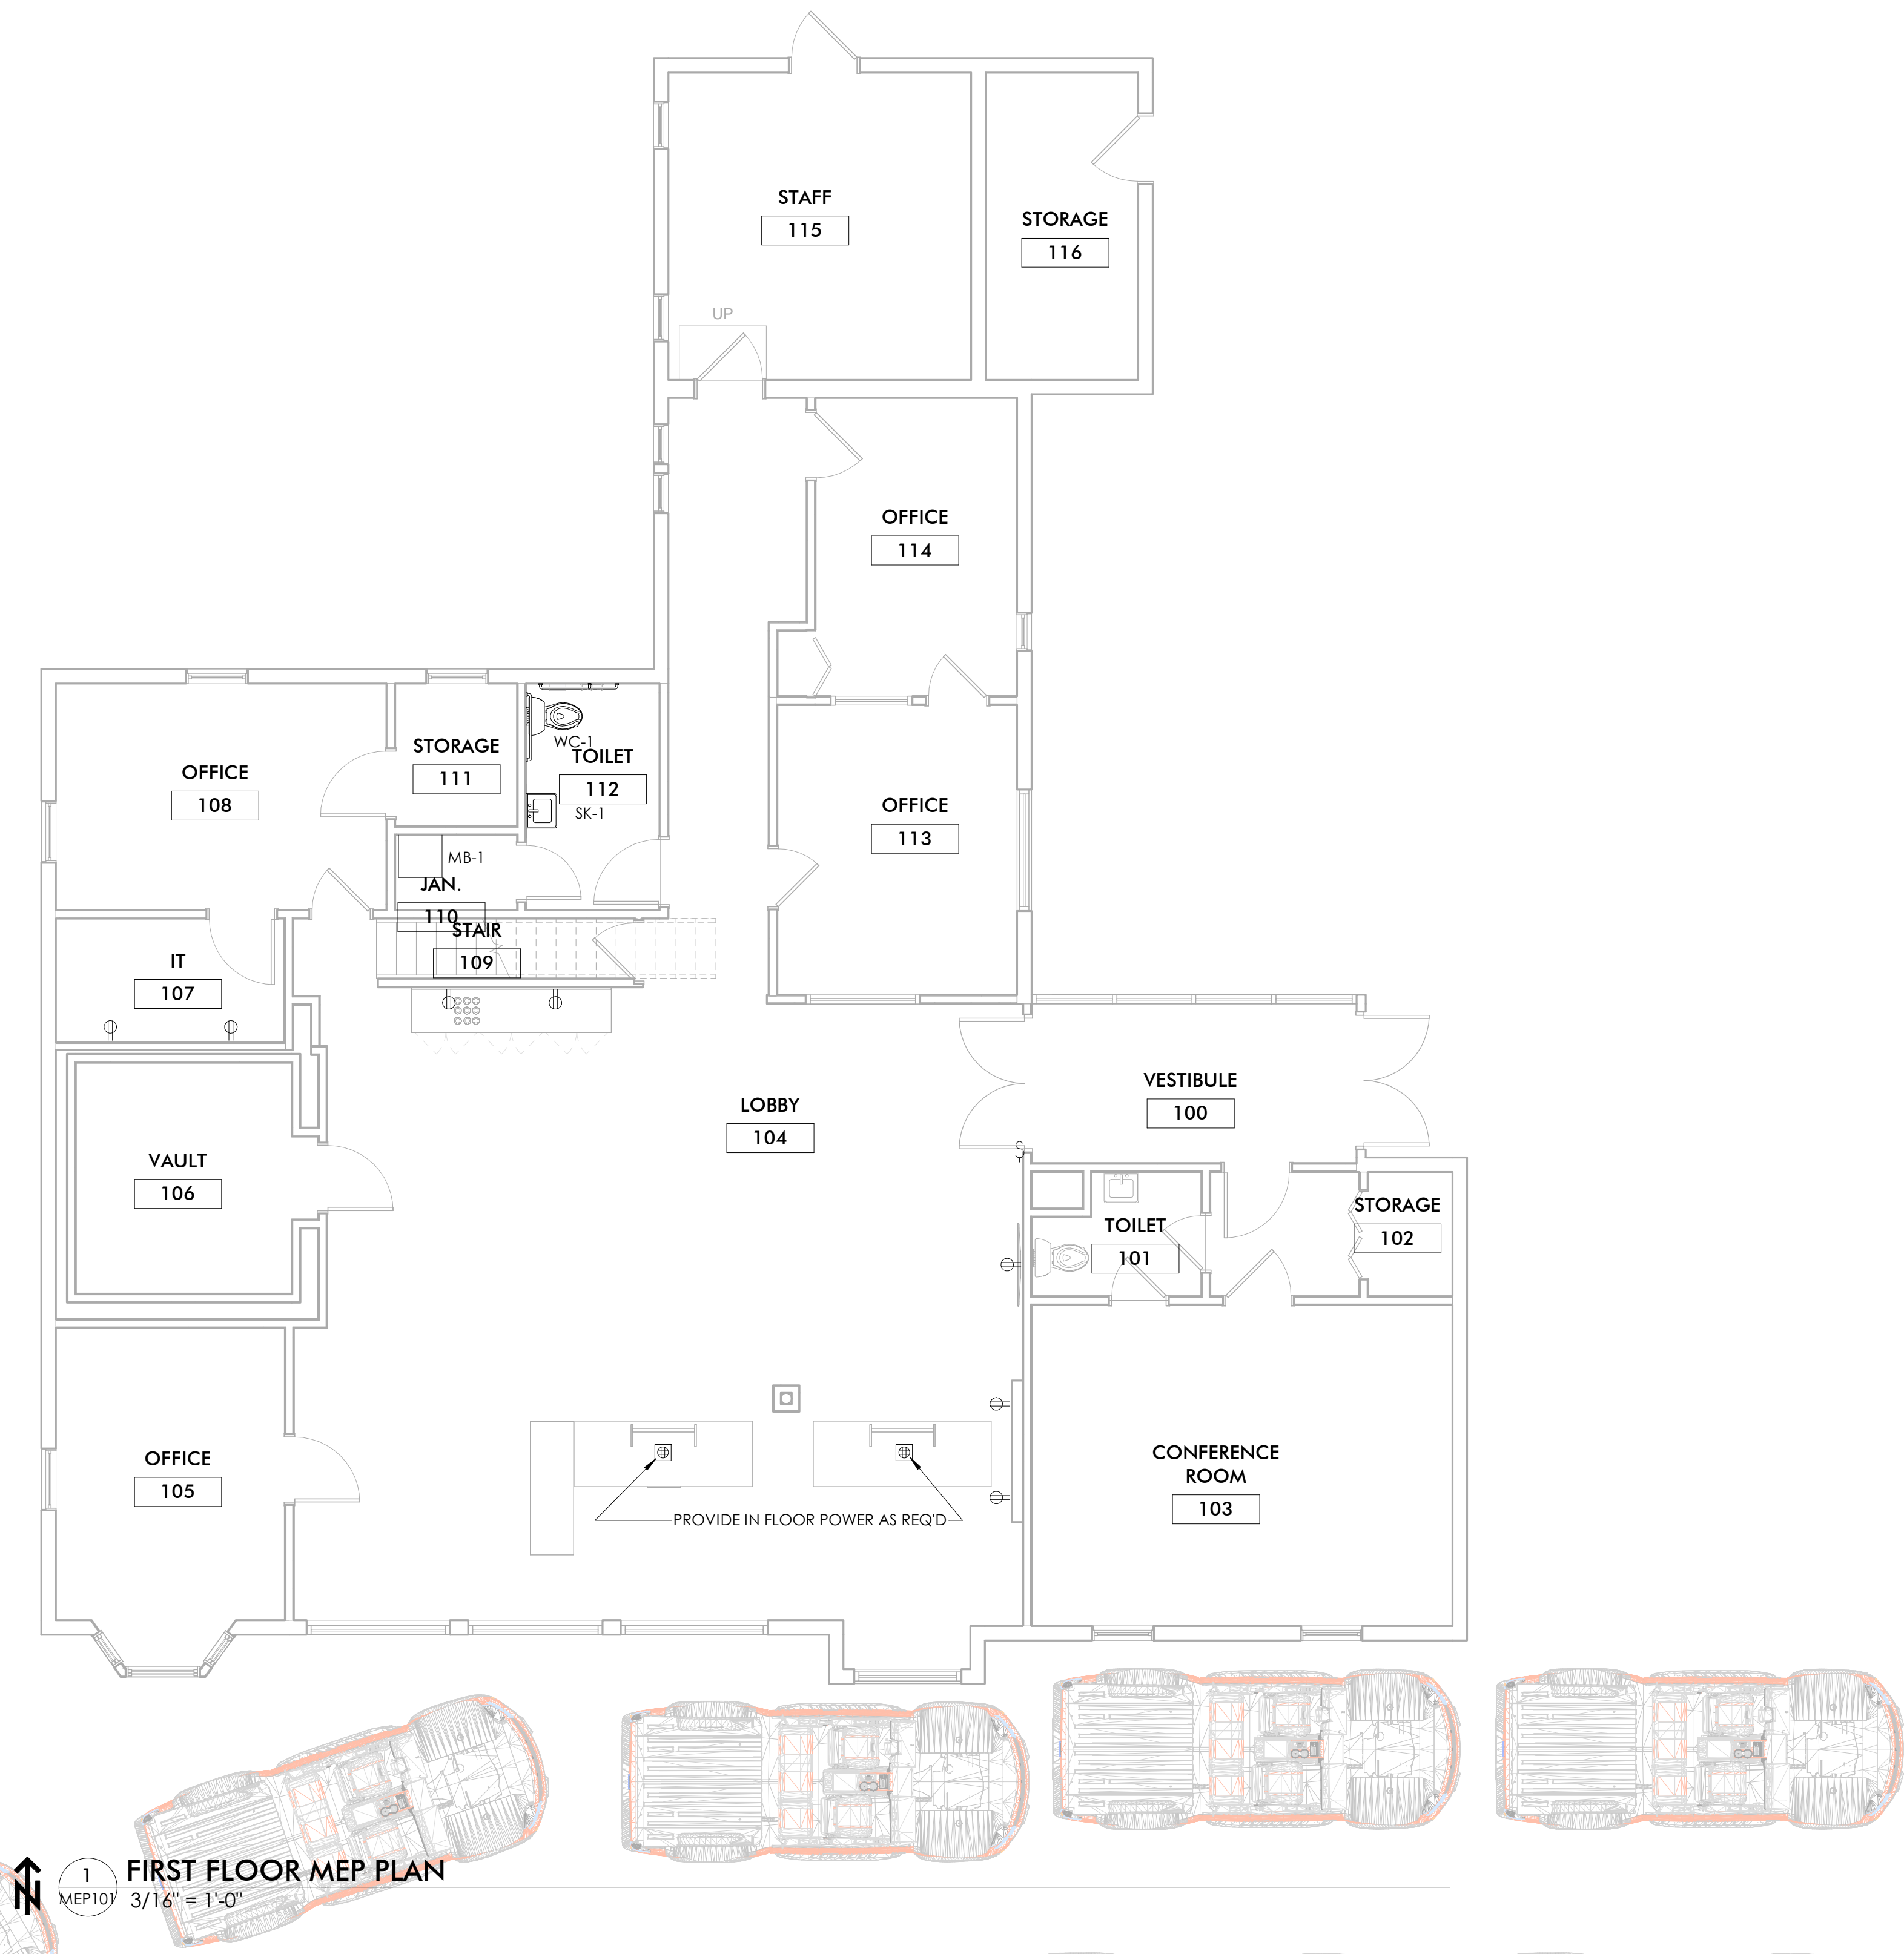 STAFF
115
STORAGE
116
UP
OFFICE
114
STORAGE
111
WC-1
TOILET
112
SK-1
OFFICE
108
OFFICE
113
MB-1
JAN.
110
STAIR
109
IT
107
VESTIBULE
100
LOBBY
104
VAULT
106
STORAGE
102
TOILET
101
S
CONFERENCE
ROOM
103
OFFICE
105
PROVIDE IN FLOOR POWER AS REQ'D
N
1
MEP101
FIRST FLOOR MEP PLAN
3/16" = 1'-0"